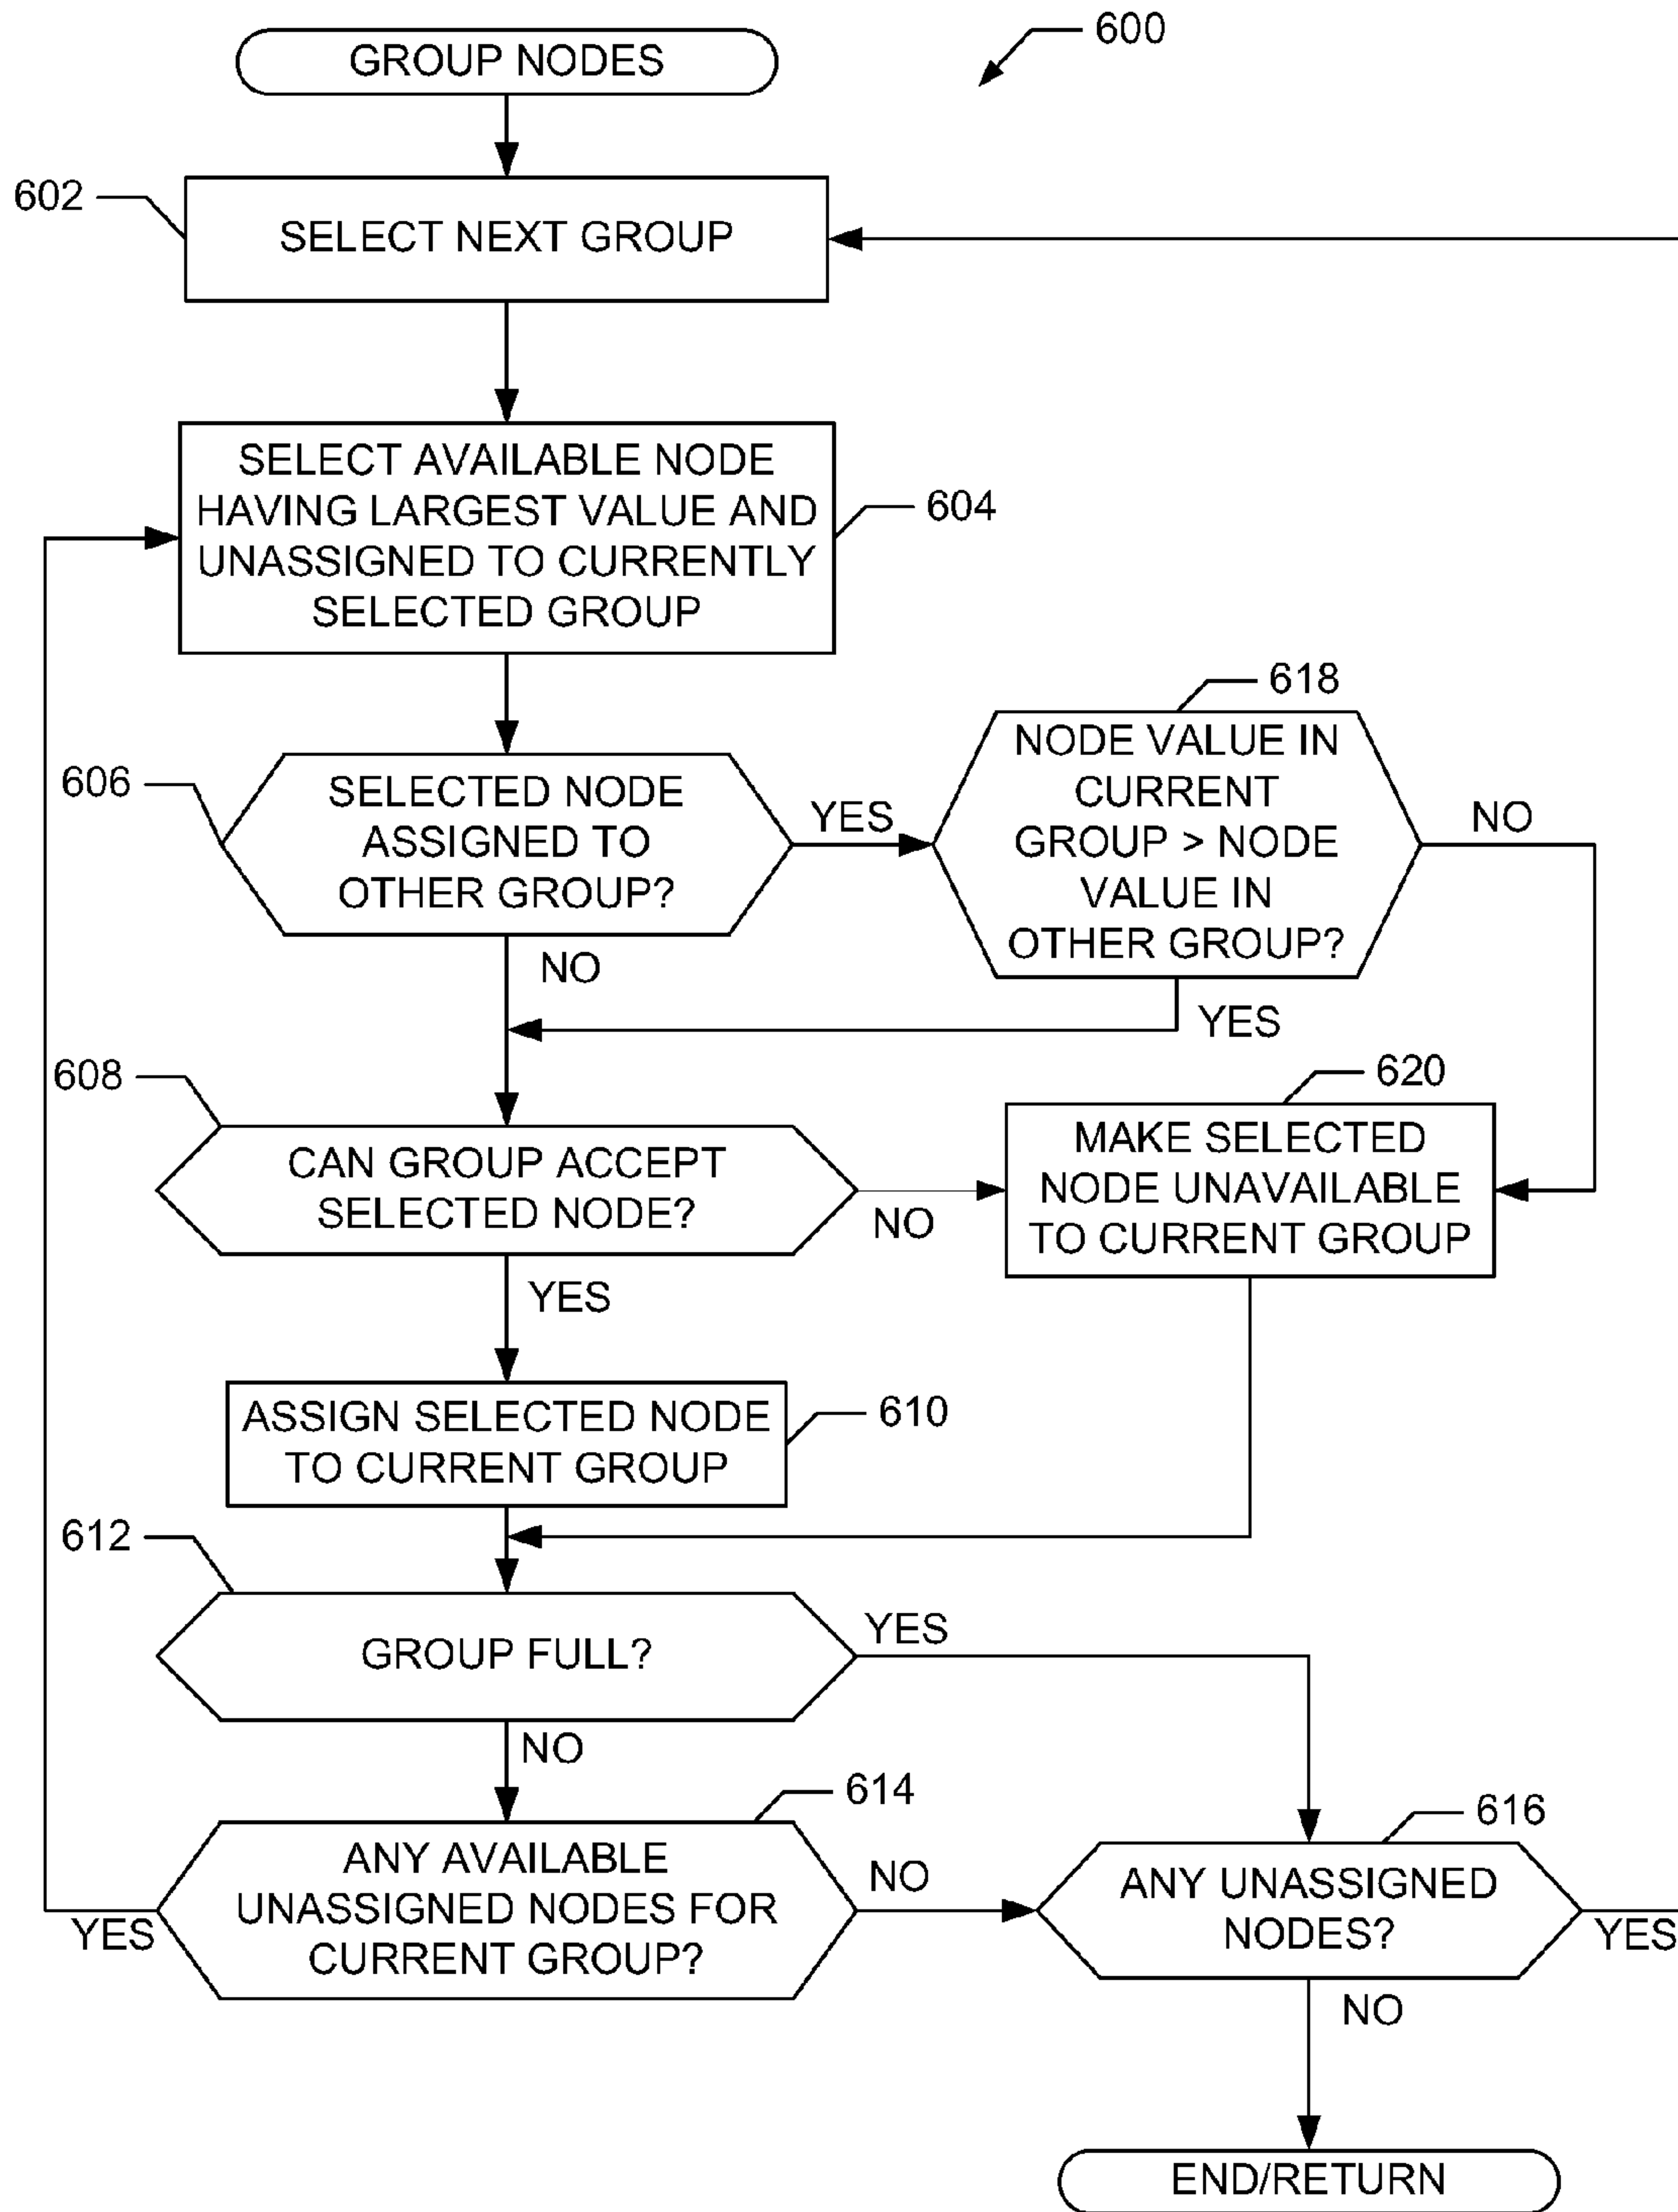 GROUP NODES
600
602
SELECT NEXT GROUP
SELECT AVAILABLE NODE
HAVING LARGEST VALUE AND
UNASSIGNED TO CURRENTLY
SELECTED GROUP
604
606
SELECTED NODE
ASSIGNED TO
OTHER GROUP?
YES
NO
618
NODE VALUE IN
CURRENT
GROUP > NODE
VALUE IN
OTHER GROUP?
NO
YES
608
CAN GROUP ACCEPT
SELECTED NODE?
NO
YES
620
MAKE SELECTED
NODE UNAVAILABLE
TO CURRENT GROUP
ASSIGN SELECTED NODE
TO CURRENT GROUP
610
612
GROUP FULL?
YES
NO
614
ANY AVAILABLE
UNASSIGNED NODES FOR
CURRENT GROUP?
YES
NO
616
ANY UNASSIGNED
NODES?
YES
NO
END/RETURN